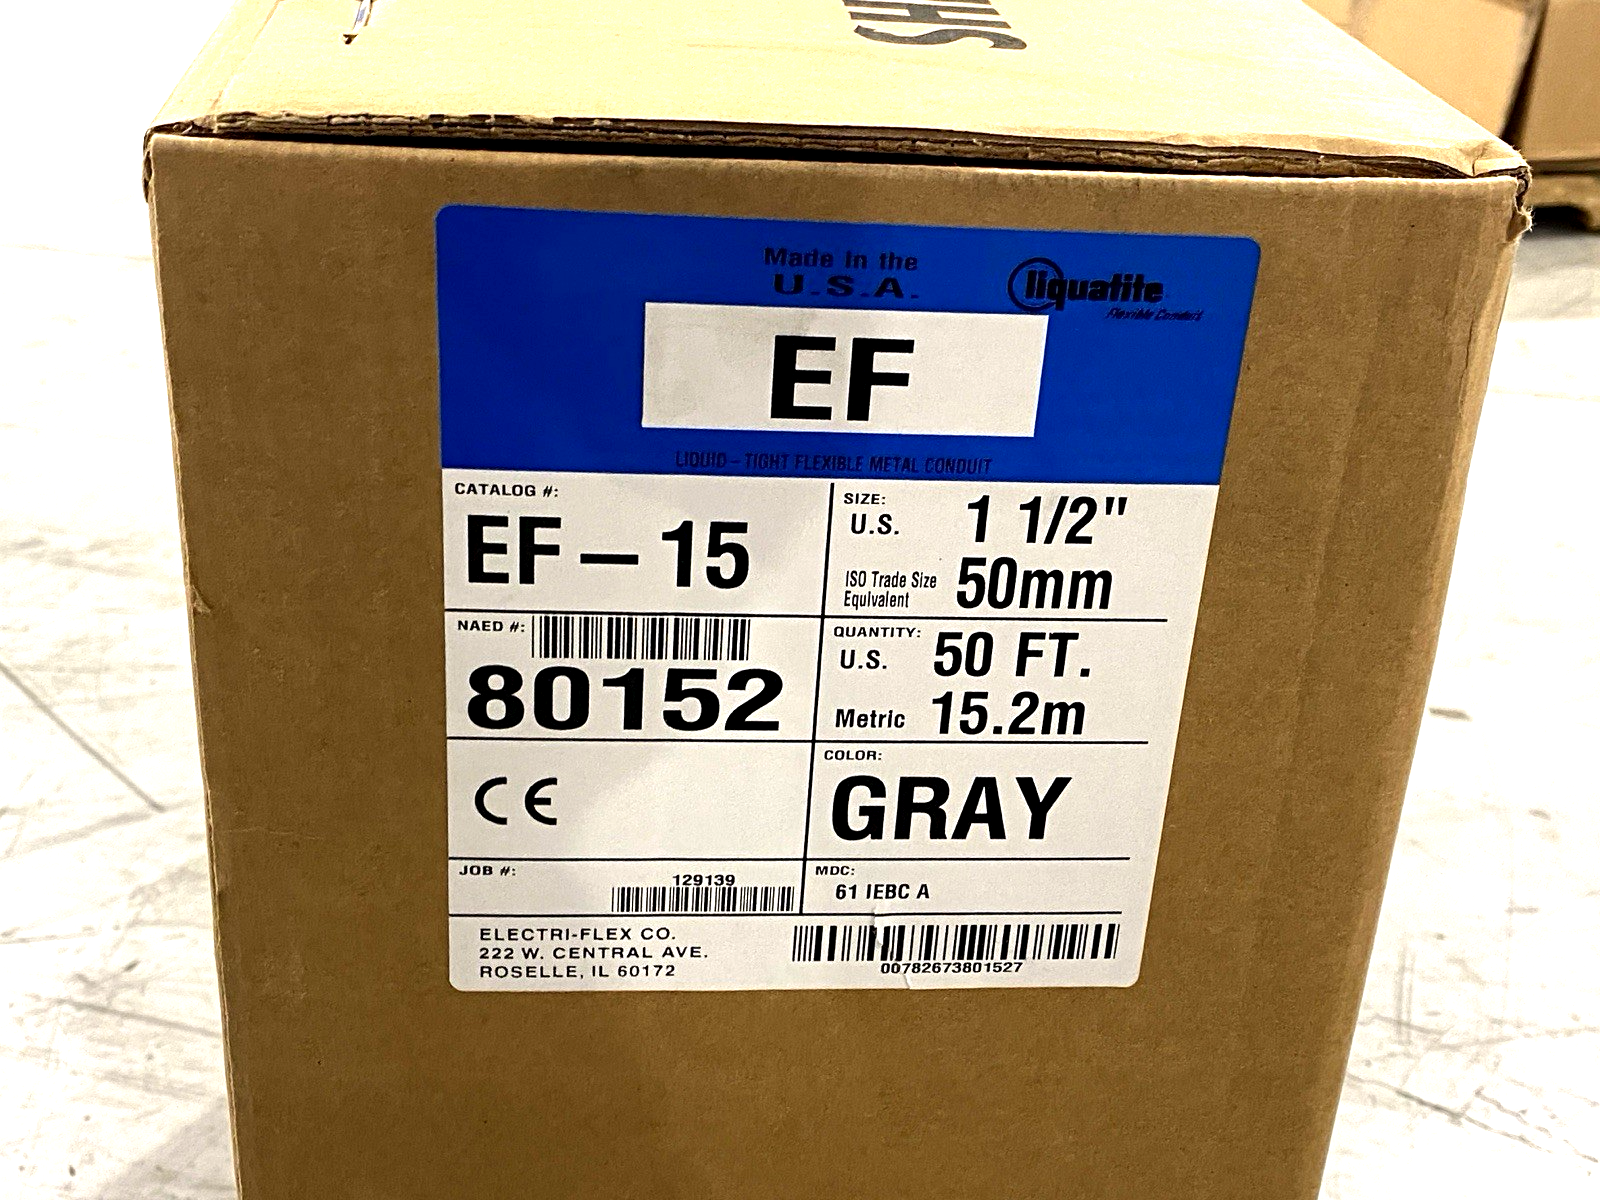 SHH
Made in the
U.S.A.
liquatite
Flexible Conduit
EF
LIQUID - TIGHT FLEXIBLE METAL CONDUIT
CATALOG #:
EF - 15
SIZE:
U.S. 1 1/2"
ISO Trade Size
Equivalent 50mm
NAED #:
80152
QUANTITY:
U.S. 50 FT.
Metric 15.2m
CE
COLOR:
GRAY
JOB #:
129139
MDC:
61 IEBC A
ELECTRI-FLEX CO.
222 W. CENTRAL AVE.
ROSELLE, IL 60172
00782673801527